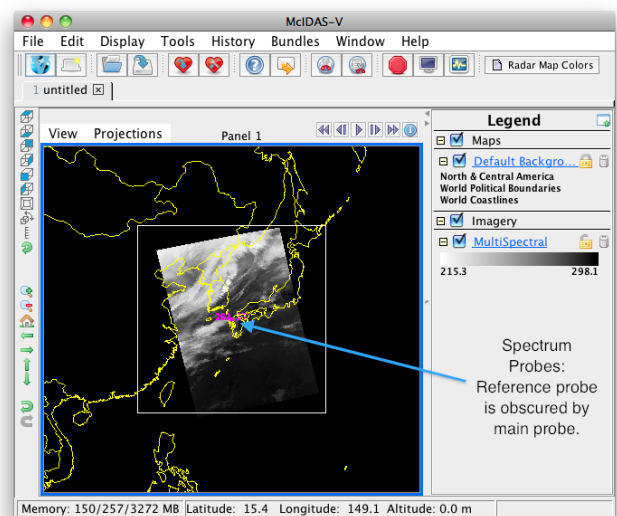 McIDAS-V
File Edit Display Tools History Bundles Window Help
Radar Map Colors
1 untitled
View Projections Panel 1
Legend
Maps
Default Backgro...
North & Central America
World Political Boundaries
World Coastlines
Imagery
MultiSpectral
215.3 298.1
Spectrum
Probes:
Reference probe
is obscured by
main probe.
Memory: 150/257/3272 MB Latitude: 15.4 Longitude: 149.1 Altitude: 0.0 m